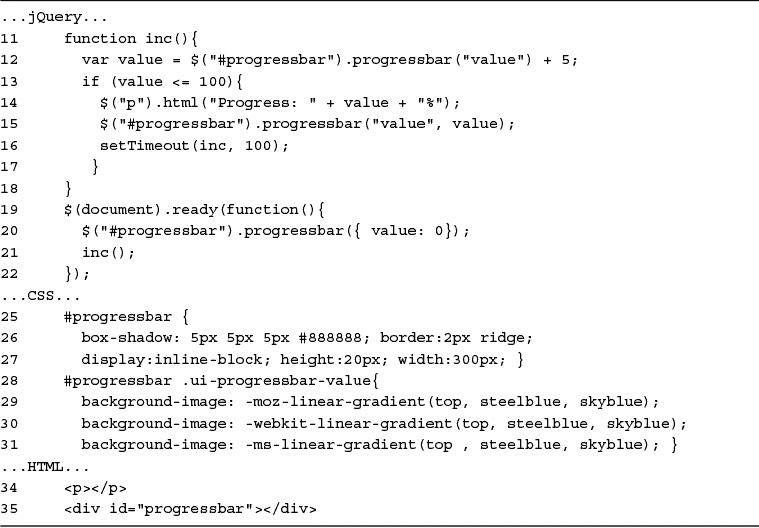 ...jQuery...
11 function inc(){
12 var value = $("#progressbar").progressbar("value") + 5;
13 if (value <= 100){
14 $("p").html("Progress: " + value + "%");
15 $("#progressbar").progressbar("value", value);
16 setTimeout(inc, 100);
17 }
18 }
19 $(document).ready(function(){
20 $("#progressbar").progressbar({ value: 0});
21 inc();
22 });
...CSS...
25 #progressbar {
26 box-shadow: 5px 5px 5px #888888; border:2px ridge;
27 display:inline-block; height:20px; width:300px; }
28 #progressbar .ui-progressbar-value{
29 background-image: -moz-linear-gradient(top, steelblue, skyblue);
30 background-image: -webkit-linear-gradient(top, steelblue, skyblue);
31 background-image: -ms-linear-gradient(top , steelblue, skyblue); }
...HTML...
34 <p></p>
35 <div id="progressbar"></div>